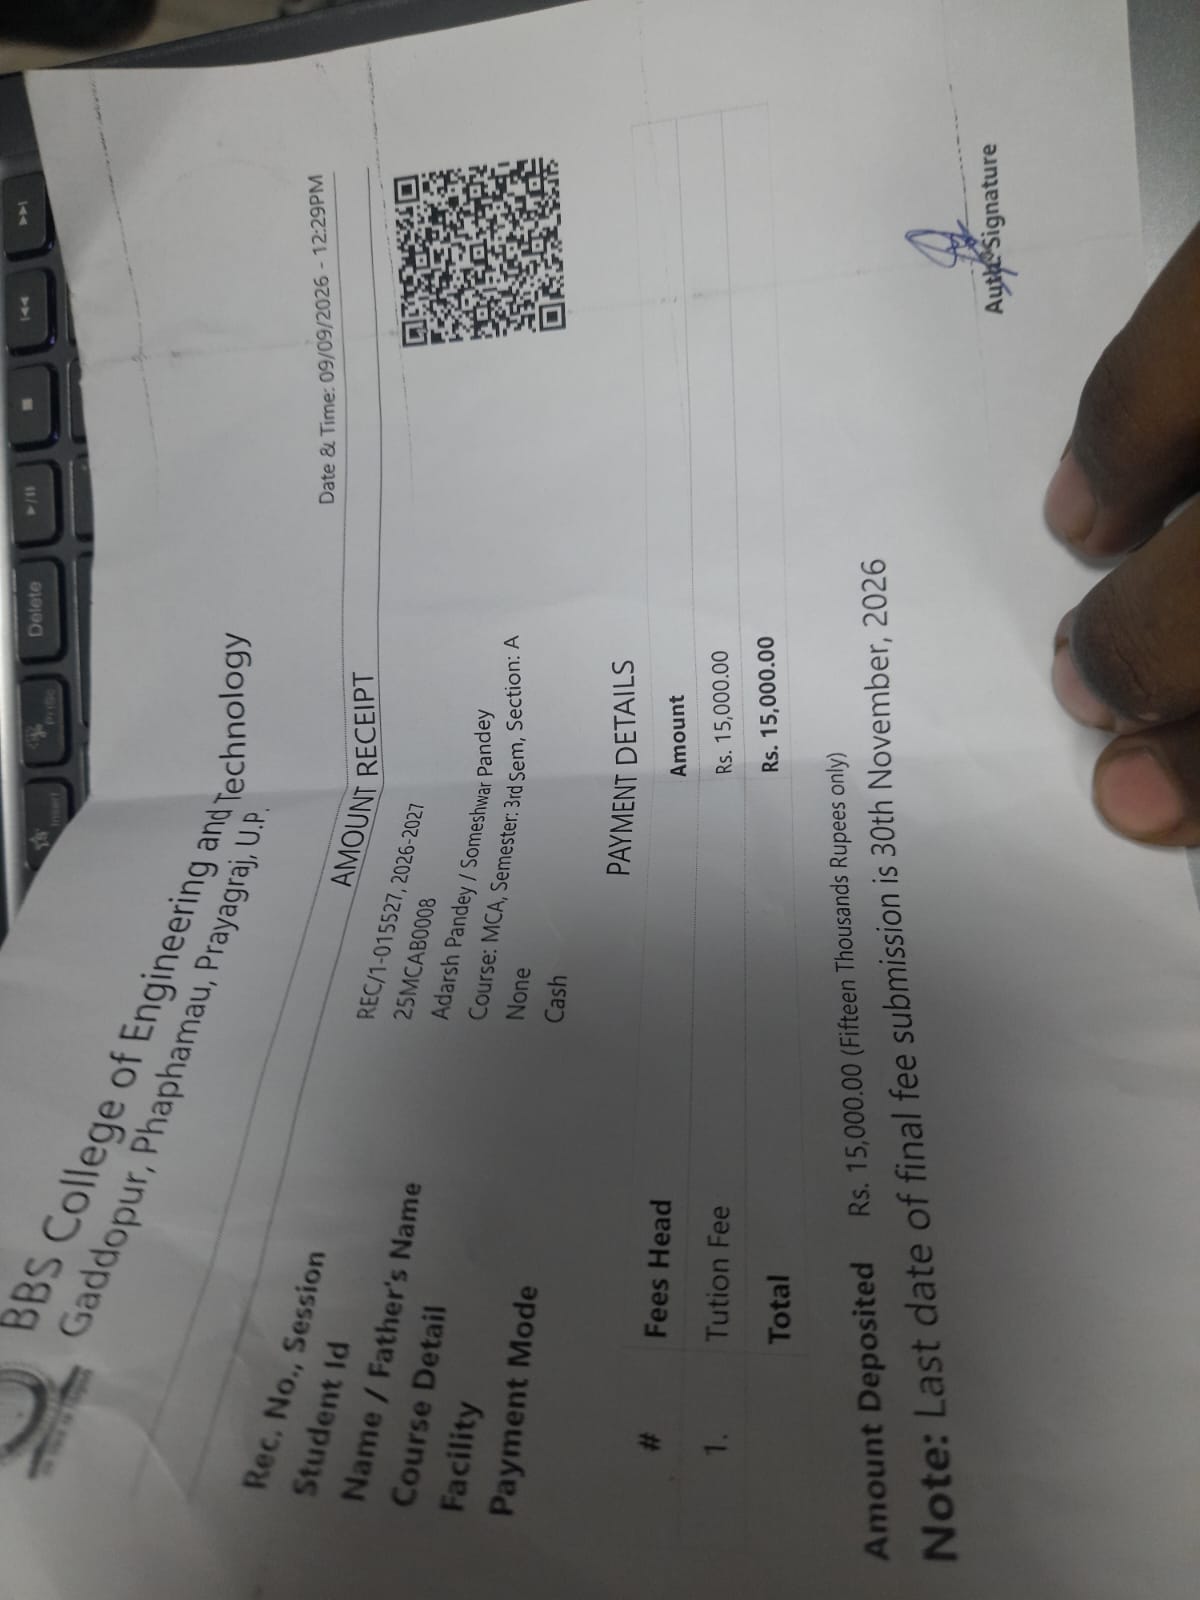 BBS College of Engineering and Technology
Gaddopur, Phaphamau, Prayagraj, U.P.
Date & Time: 09/09/2026 - 12:29PM
AMOUNT RECEIPT
Rec. No., Session REC/1-015527, 2026-2027
Student Id 25MCAB0008
Name / Father's Name Adarsh Pandey / Someshwar Pandey
Course Detail Course: MCA, Semester: 3rd Sem, Section: A
Facility None
Payment Mode Cash
PAYMENT DETAILS
# Fees Head Amount
1. Tution Fee Rs. 15,000.00
Total Rs. 15,000.00
Amount Deposited Rs. 15,000.00 (Fifteen Thousands Rupees only)
Note: Last date of final fee submission is 30th November, 2026
Auth. Signature
Insert
PrtSc
Delete